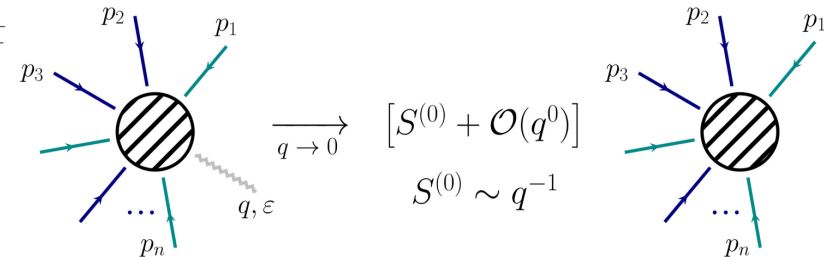 p₂ p₁ p₂ p₁
p₃ p₃
q → 0 [S⁽⁰⁾ + 𝒪(q⁰)]
S⁽⁰⁾ ∼ q⁻¹
q, ε
... ...
pₙ pₙ